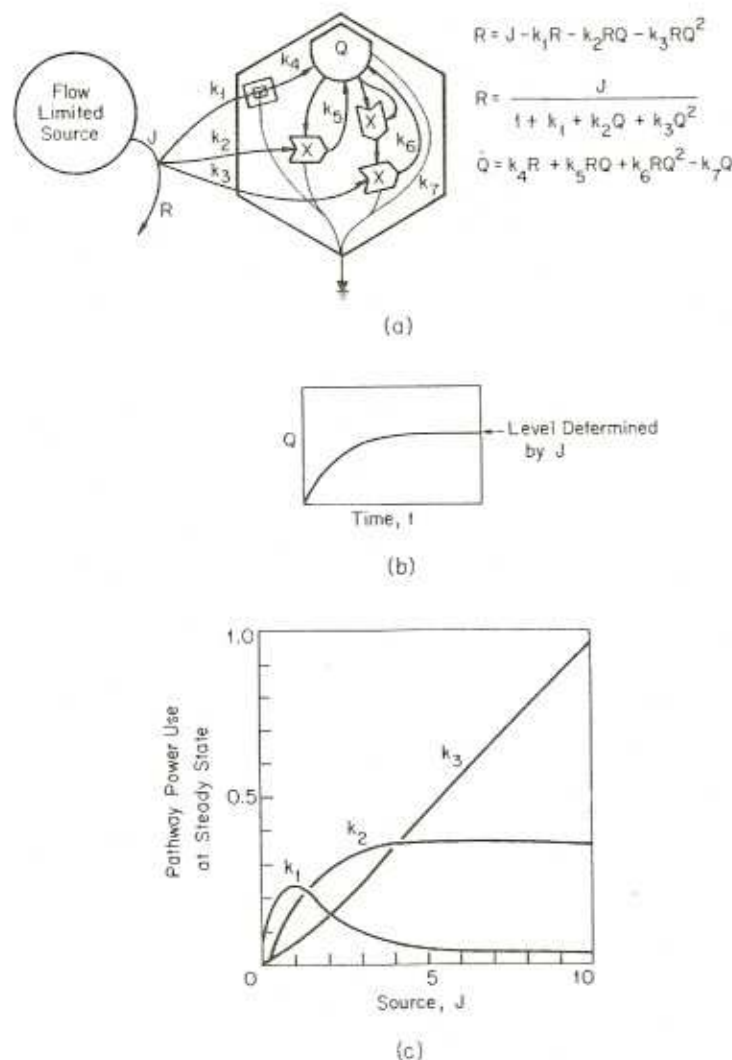 Flow
Limited
Source
J
R
k₁
k₂
k₃
k₄
Q
k₅
X
X
k₆
X
k₇
R = J - k₁R - k₂RQ - k₃RQ²
R = J / (1 + k₁ + k₂Q + k₃Q²)
Q̇ = k₄R + k₅RQ + k₆RQ² - k₇Q
(a)
Q
Level Determined
by J
Time, t
(b)
1.0
0.5
0
5
10
k₁
k₂
k₃
Pathway Power Use
at Steady State
Source, J
(c)